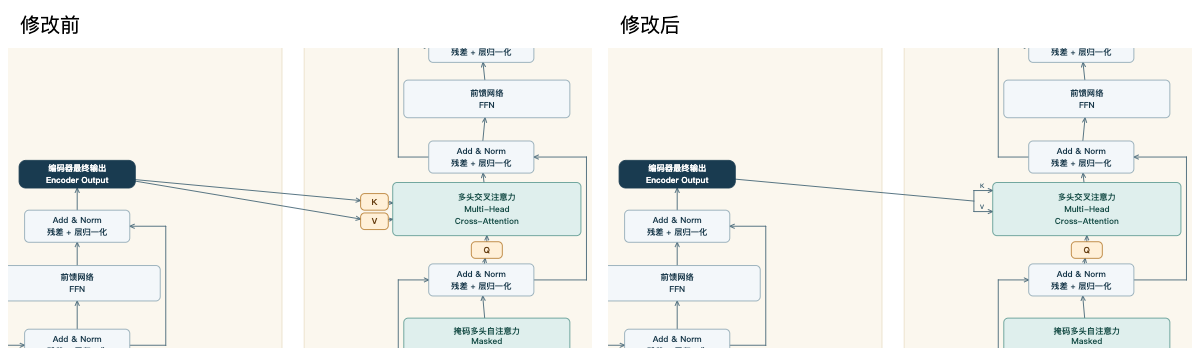 修改前
残差 + 层归一化
前馈网络
FFN
Add & Norm
残差 + 层归一化
编码器最终输出
Encoder Output
K
V
多头交叉注意力
Multi-Head
Cross-Attention
Add & Norm
残差 + 层归一化
Q
前馈网络
FFN
Add & Norm
残差 + 层归一化
Add & Norm
掩码多头自注意力
Masked
修改后
残差 + 层归一化
前馈网络
FFN
Add & Norm
残差 + 层归一化
编码器最终输出
Encoder Output
K
V
多头交叉注意力
Multi-Head
Cross-Attention
Add & Norm
残差 + 层归一化
Q
前馈网络
FFN
Add & Norm
残差 + 层归一化
Add & Norm
掩码多头自注意力
Masked